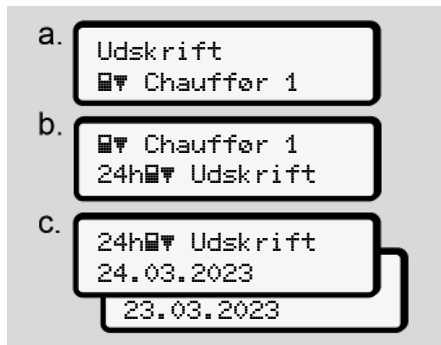 a.
Udskrift
Chauffør 1
b.
Chauffør 1
24h Udskrift
c.
24h Udskrift
24.03.2023
23.03.2023